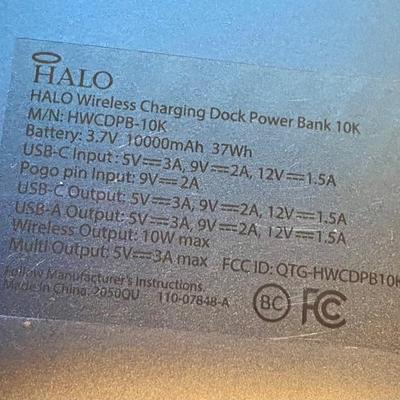 HALO
HALO Wireless Charging Dock Power Bank 10K
M/N: HWCDPB-10K
Battery: 3.7V 10000mAh 37Wh
USB-C Input: 5V⎓3A, 9V⎓2A, 12V⎓1.5A
Pogo pin Input: 9V⎓2A
USB-C Output: 5V⎓3A, 9V⎓2A, 12V⎓1.5A
USB-A Output: 5V⎓3A, 9V⎓2A, 12V⎓1.5A
Wireless Output: 10W max
Multi Output: 5V⎓3A max FCC ID: QTG-HWCDPB10K
Follow Manufacturer's Instructions.
Made in China. 2050QU 110-07848-A
BC FC